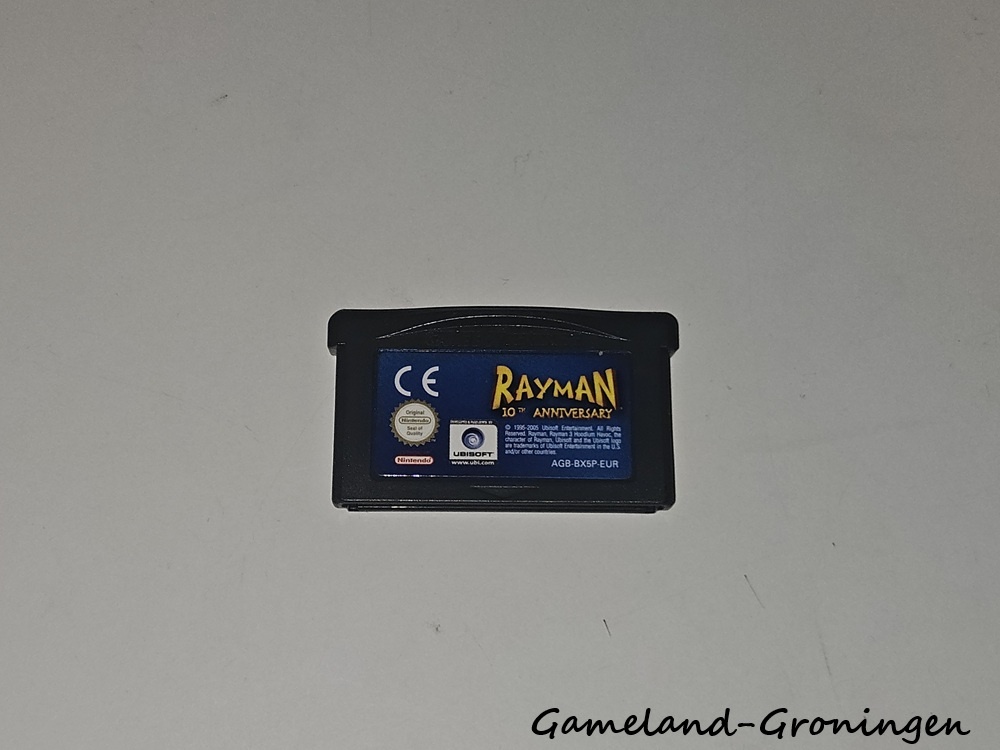 CE
RAYMAN
10TH ANNIVERSARY
Original
Nintendo
Seal of
Quality
Nintendo
UBISOFT
www.ubi.com
© 1995-2005 Ubisoft Entertainment. All Rights
Reserved. Rayman, Rayman 3 Hoodlum Havoc, the
character of Rayman, Ubisoft and the Ubisoft logo
are trademarks of Ubisoft Entertainment in the U.S.
and/or other countries.
AGB-BX5P-EUR
Gameland-Groningen